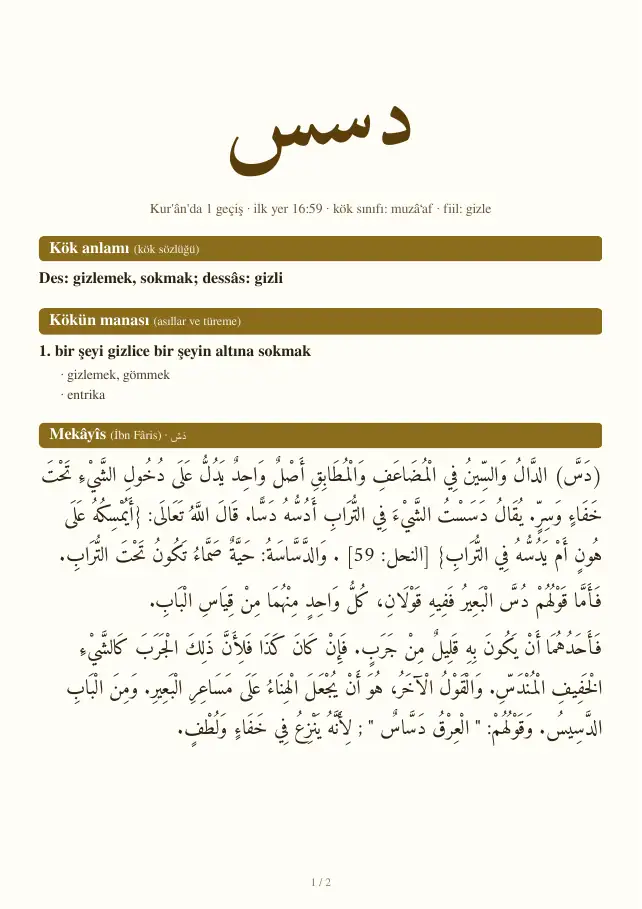 دسس
Kur'ân'da 1 geçiş · ilk yer 16:59 · kök sınıfı: muzâ'af · fiil: gizle
Kök anlamı (kök sözlüğü)
Des: gizlemek, sokmak; dessâs: gizli
Kökün manası (asıllar ve türeme)
1. bir şeyi gizlice bir şeyin altına sokmak
· gizlemek, gömmek
· entrika
Mekâyîs (İbn Fâris) · دَسَّ
(دَسَّ) الدَّالُ وَالسِّينُ فِي الْمُضَاعَفِ وَالْمُطَابِقِ أَصْلٌ وَاحِدٌ يَدُلُّ عَلَى دُخُولِ الشَّيْءِ تَحْتَ
خَفَاءٍ وَسِرٍّ. يُقَالُ دَسَسْتُ الشَّيْءَ فِي التُّرَابِ أَدُسُّهُ دَسًّا. قَالَ اللَّهُ تَعَالَى: {أَيُمْسِكُهُ عَلَى
هُونٍ أَمْ يَدُسُّهُ فِي التُّرَابِ} [النحل: 59] . وَالدَّسَّاسَةُ: حَيَّةٌ صَمَّاءُ تَكُونُ تَحْتَ التُّرَابِ.
فَأَمَّا قَوْلُهُمْ دُسَّ الْبَعِيرُ فَفِيهِ قَوْلَانِ، كُلُّ وَاحِدٍ مِنْهُمَا مِنْ قِيَاسِ الْبَابِ.
فَأَحَدُهُمَا أَنْ يَكُونَ بِهِ قَلِيلٌ مِنْ جَرَبٍ. فَإِنْ كَانَ كَذَا فَلِأَنَّ ذَلِكَ الْجَرَبَ كَالشَّيْءِ
الْخَفِيفِ الْمُنْدَسِّ. وَالْقَوْلُ الْآخَرُ، هُوَ أَنْ يُجْعَلَ الْهِنَاءُ عَلَى مَسَاعِرِ الْبَعِيرِ. وَمِنَ الْبَابِ
الدَّسِيسُ. وَقَوْلُهُمْ: " الْعِرْقُ دَسَّاسٌ " ; لِأَنَّهُ يَنْزِعُ فِي خَفَاءٍ وَلُطْفٍ.
1 / 2